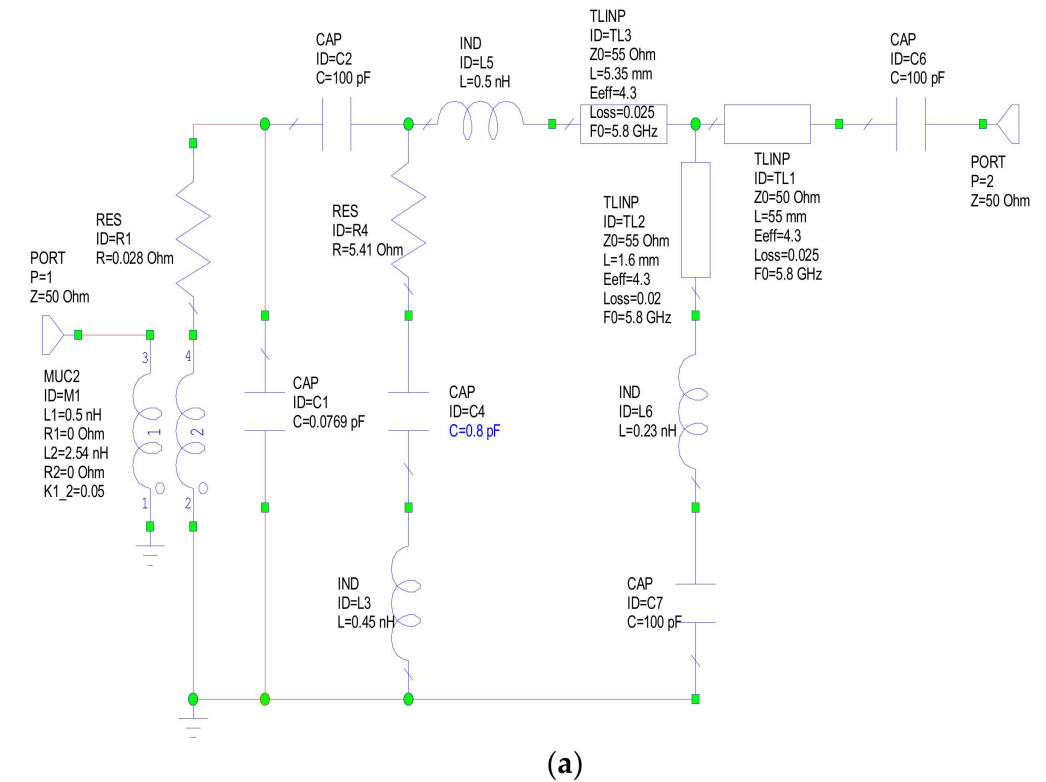 CAP
ID=C2
C=100 pF
IND
ID=L5
L=0.5 nH
TLINP
ID=TL3
Z0=55 Ohm
L=5.35 mm
Eeff=4.3
Loss=0.025
F0=5.8 GHz
CAP
ID=C6
C=100 pF
TLINP
ID=TL1
Z0=50 Ohm
L=55 mm
Eeff=4.3
Loss=0.025
F0=5.8 GHz
PORT
P=2
Z=50 Ohm
RES
ID=R1
R=0.028 Ohm
RES
ID=R4
R=5.41 Ohm
TLINP
ID=TL2
Z0=55 Ohm
L=1.6 mm
Eeff=4.3
Loss=0.02
F0=5.8 GHz
PORT
P=1
Z=50 Ohm
3
4
1
2
1
2
MUC2
ID=M1
L1=0.5 nH
R1=0 Ohm
L2=2.54 nH
R2=0 Ohm
K1_2=0.05
CAP
ID=C1
C=0.0769 pF
CAP
ID=C4
C=0.8 pF
IND
ID=L6
L=0.23 nH
IND
ID=L3
L=0.45 nH
CAP
ID=C7
C=100 pF
(a)